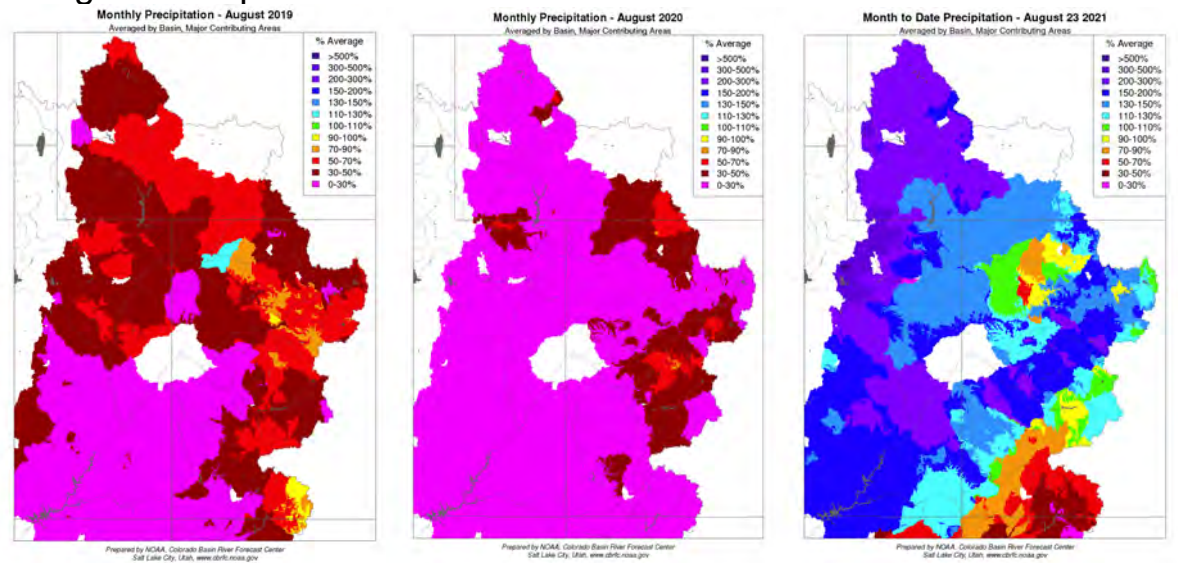 Monthly Precipitation - August 2019
Averaged by Basin, Major Contributing Areas
% Average
>500%
300-500%
200-300%
150-200%
130-150%
110-130%
100-110%
90-100%
70-90%
50-70%
30-50%
0-30%
Prepared by NOAA, Colorado Basin River Forecast Center
Salt Lake City, Utah, www.cbrfc.noaa.gov
Monthly Precipitation - August 2020
Averaged by Basin, Major Contributing Areas
% Average
>500%
300-500%
200-300%
150-200%
130-150%
110-130%
100-110%
90-100%
70-90%
50-70%
30-50%
0-30%
Prepared by NOAA, Colorado Basin River Forecast Center
Salt Lake City, Utah, www.cbrfc.noaa.gov
Month to Date Precipitation - August 23 2021
Averaged by Basin, Major Contributing Areas
% Average
>500%
300-500%
200-300%
150-200%
130-150%
110-130%
100-110%
90-100%
70-90%
50-70%
30-50%
0-30%
Prepared by NOAA, Colorado Basin River Forecast Center
Salt Lake City, Utah, www.cbrfc.noaa.gov